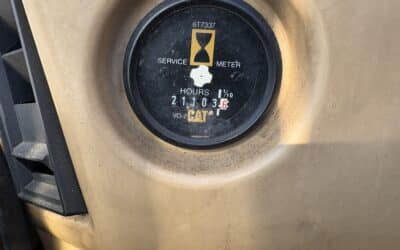 6T7337
SERVICE METER
HOURS 1/10
21103
CAT